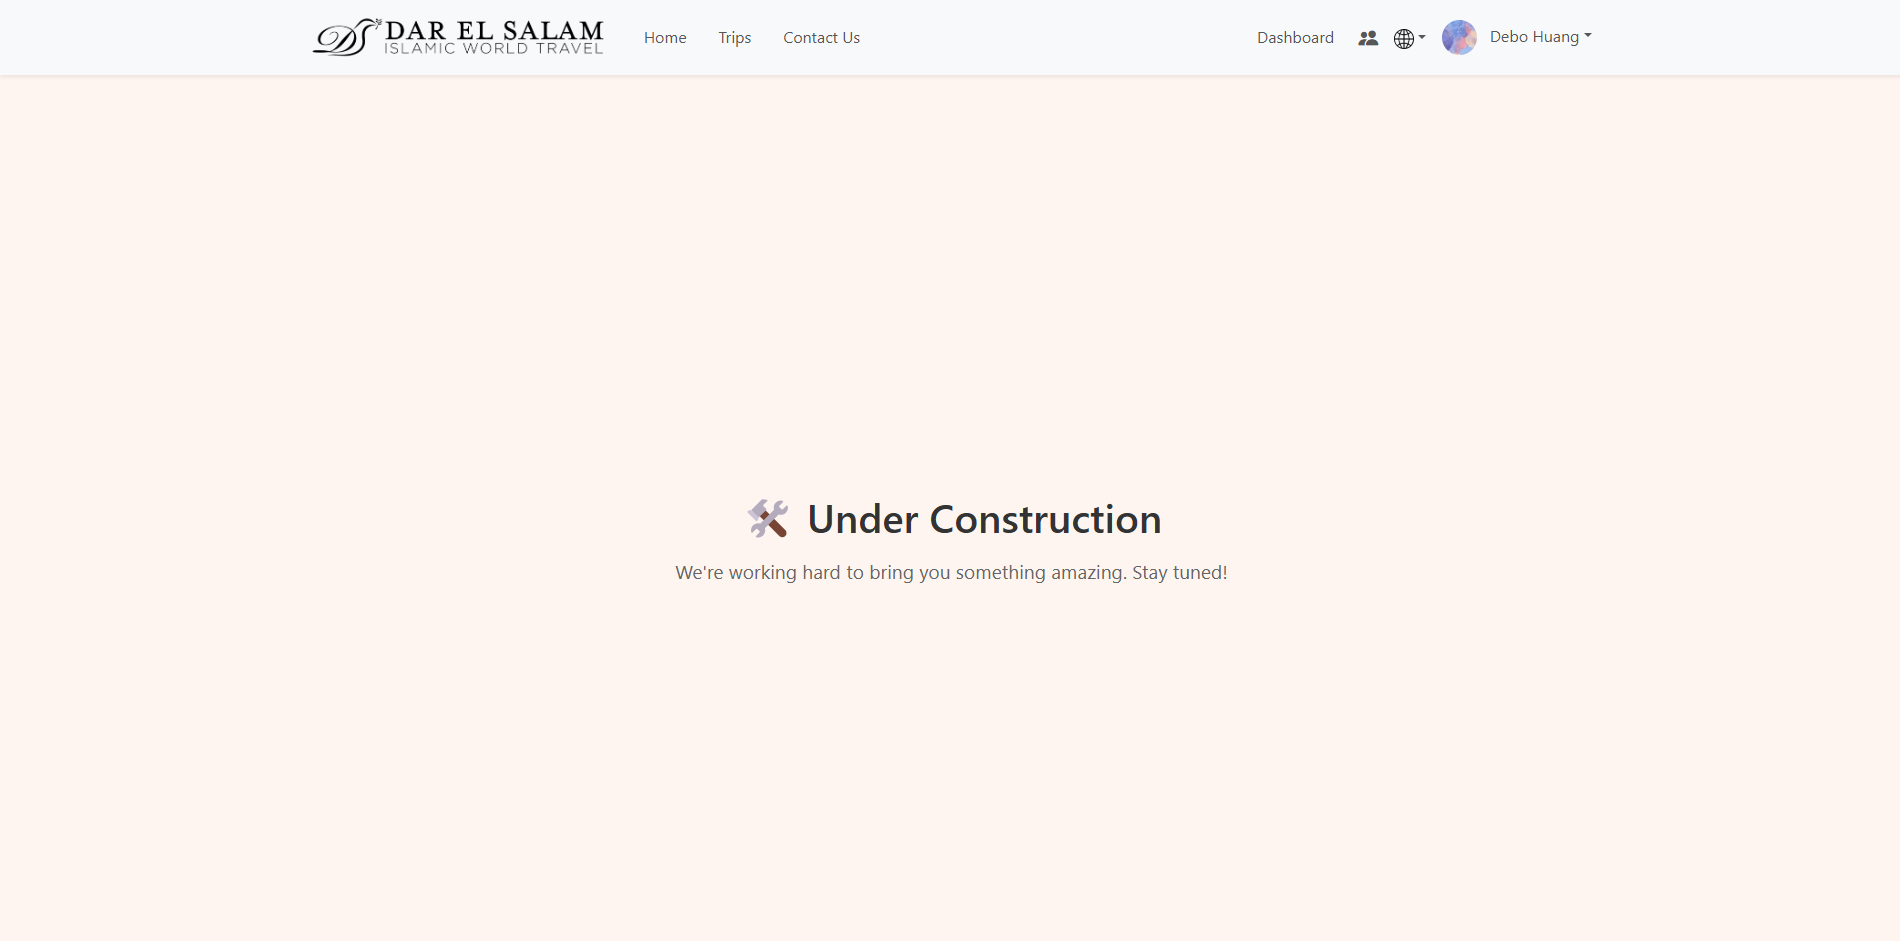 DAR EL SALAM
ISLAMIC WORLD TRAVEL
Home Trips Contact Us Dashboard Debo Huang
Under Construction
We're working hard to bring you something amazing. Stay tuned!